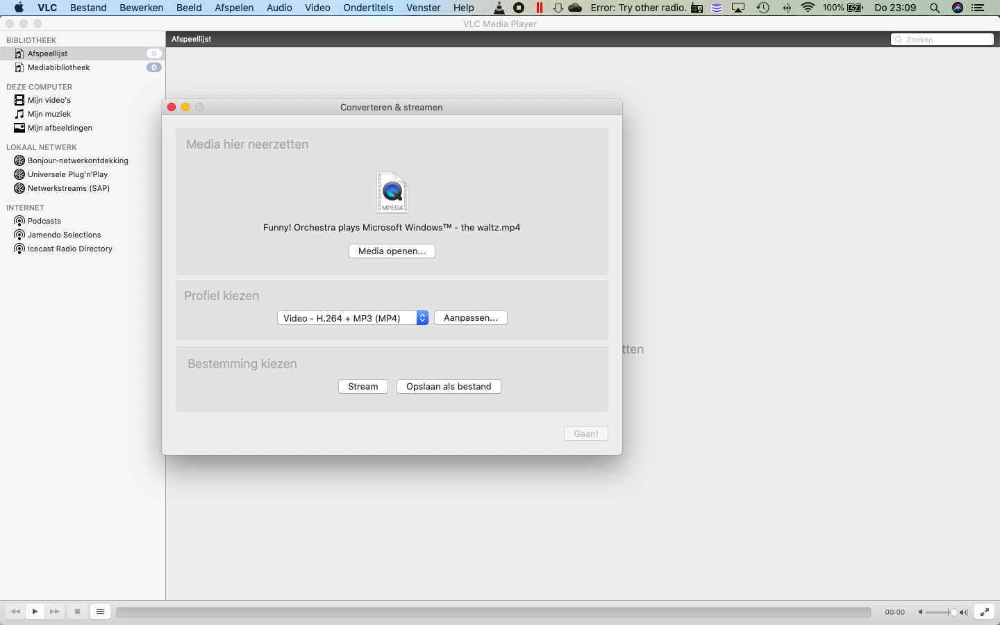 VLC Bestand Bewerken Beeld Afspelen Audio Video Ondertitels Venster Help Error: Try other radio. 100% Do 23:09
VLC Media Player
BIBLIOTHEEK
Afspeellijst 0
Mediabibliotheek 0
DEZE COMPUTER
Mijn video's
Mijn muziek
Mijn afbeeldingen
LOKAAL NETWERK
Bonjour-netwerkontdekking
Universele Plug'n'Play
Netwerkstreams (SAP)
INTERNET
Podcasts
Jamendo Selections
Icecast Radio Directory
Afspeellijst
Zoeken
Converteren & streamen
Media hier neerzetten
MPEG4
Funny! Orchestra plays Microsoft Windows™ - the waltz.mp4
Media openen...
Profiel kiezen
Video - H.264 + MP3 (MP4) Aanpassen...
Bestemming kiezen
Stream Opslaan als bestand
Gaan!
tten
00:00